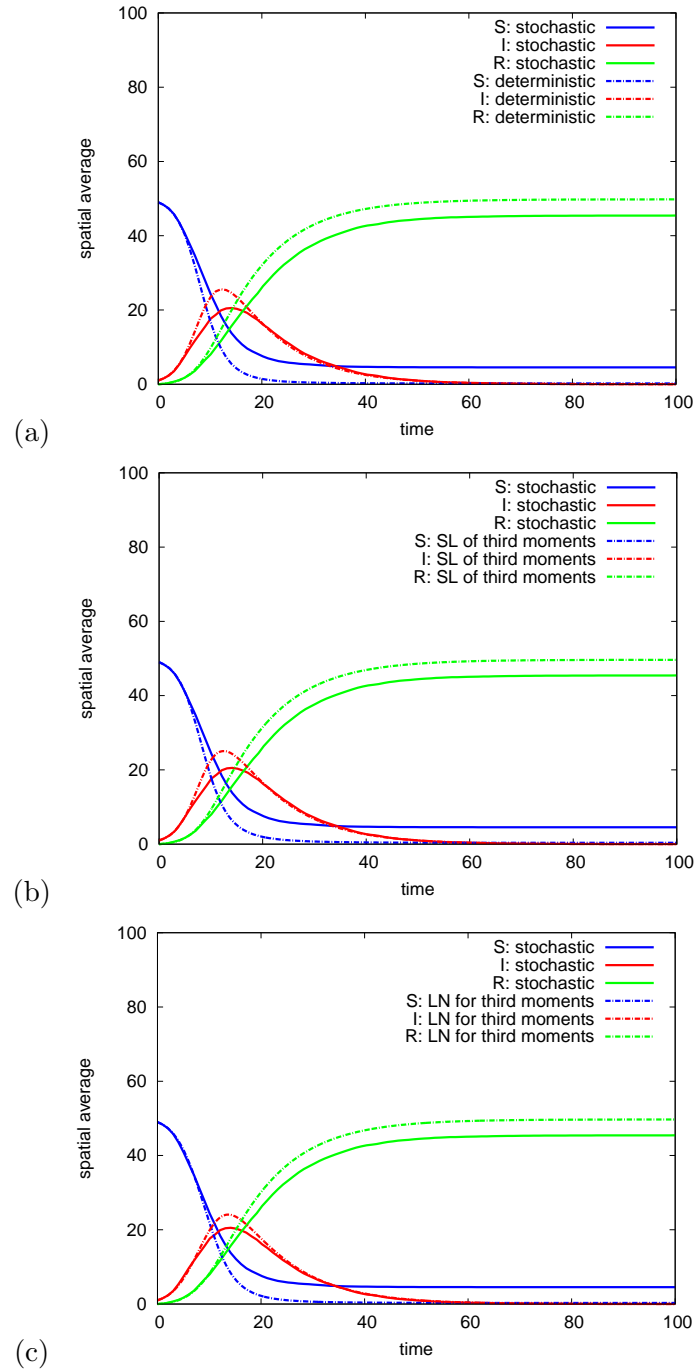 100
80
60
40
20
0
spatial average
S: stochastic
I: stochastic
R: stochastic
S: deterministic
I: deterministic
R: deterministic
0 20 40 60 80 100
time
(a)
100
80
60
40
20
0
spatial average
S: stochastic
I: stochastic
R: stochastic
S: SL of third moments
I: SL of third moments
R: SL of third moments
0 20 40 60 80 100
time
(b)
100
80
60
40
20
0
spatial average
S: stochastic
I: stochastic
R: stochastic
S: LN for third moments
I: LN for third moments
R: LN for third moments
0 20 40 60 80 100
time
(c)